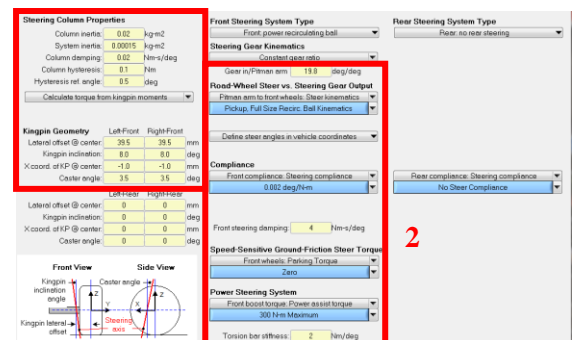 Steering Column Properties
Column inertia: 0.02 kg-m2
System inertia: 0.00015 kg-m2
Column damping: 0.02 Nm-s/deg
Column hysteresis: 0.1 Nm
Hysteresis ref. angle: 0.5 deg
Calculate torque from kingpin moments
Kingpin Geometry Left-Front Right-Front
Lateral offset @ center: 39.5 39.5 mm
Kingpin inclination: 8.0 8.0 deg
X coord. of KP @ center: -1.0 -1.0 mm
Caster angle: 3.5 3.5 deg
Left-Rear Right-Rear
Lateral offset @ center: 0 0 mm
Kingpin inclination: 0 0 deg
X coord. of KP @ center: 0 0 mm
Caster angle: 0 0 deg
Front View Side View
Kingpin inclination angle
Caster angle
Z
Y
X
Z
Kingpin lateral offset
Steering axis
Front Steering System Type
Front: power recirculating ball
Steering Gear Kinematics
Constant gear ratio
Gear in/Pitman arm 19.0 deg/deg
Road-Wheel Steer vs. Steering Gear Output
Pitman arm to front wheels: Steer kinematics
Pickup, Full Size Recirc. Ball Kinematics
Define steer angles in vehicle coordinates
Compliance
Front compliance: Steering compliance
0.002 deg/N-m
Front steering damping: 4 Nm-s/deg
Speed-Sensitive Ground-Friction Steer Torque
Front wheels: Parking Torque
Zero
Power Steering System
Front boost torque: Power assist torque
300 N-m Maximum
Torsion bar stiffness: 2 Nm/deg
2
Rear Steering System Type
Rear: no rear steering
Rear compliance: Steering compliance
No Steer Compliance